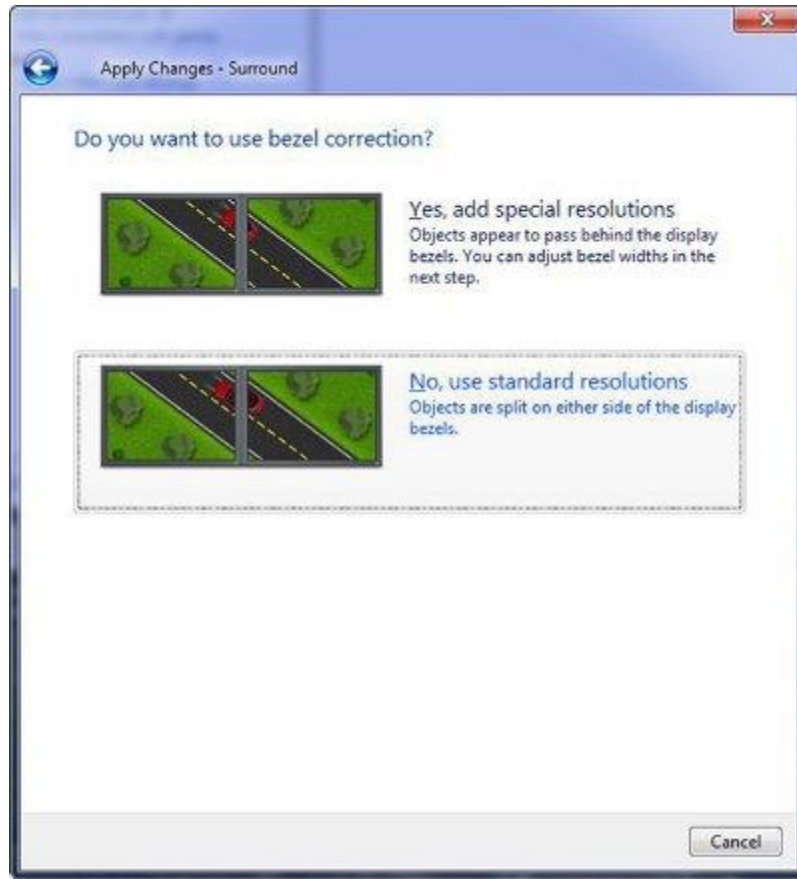 Apply Changes - Surround
Do you want to use bezel correction?
Yes, add special resolutions
Objects appear to pass behind the display
bezels. You can adjust bezel widths in the
next step.
No, use standard resolutions
Objects are split on either side of the display
bezels.
Cancel